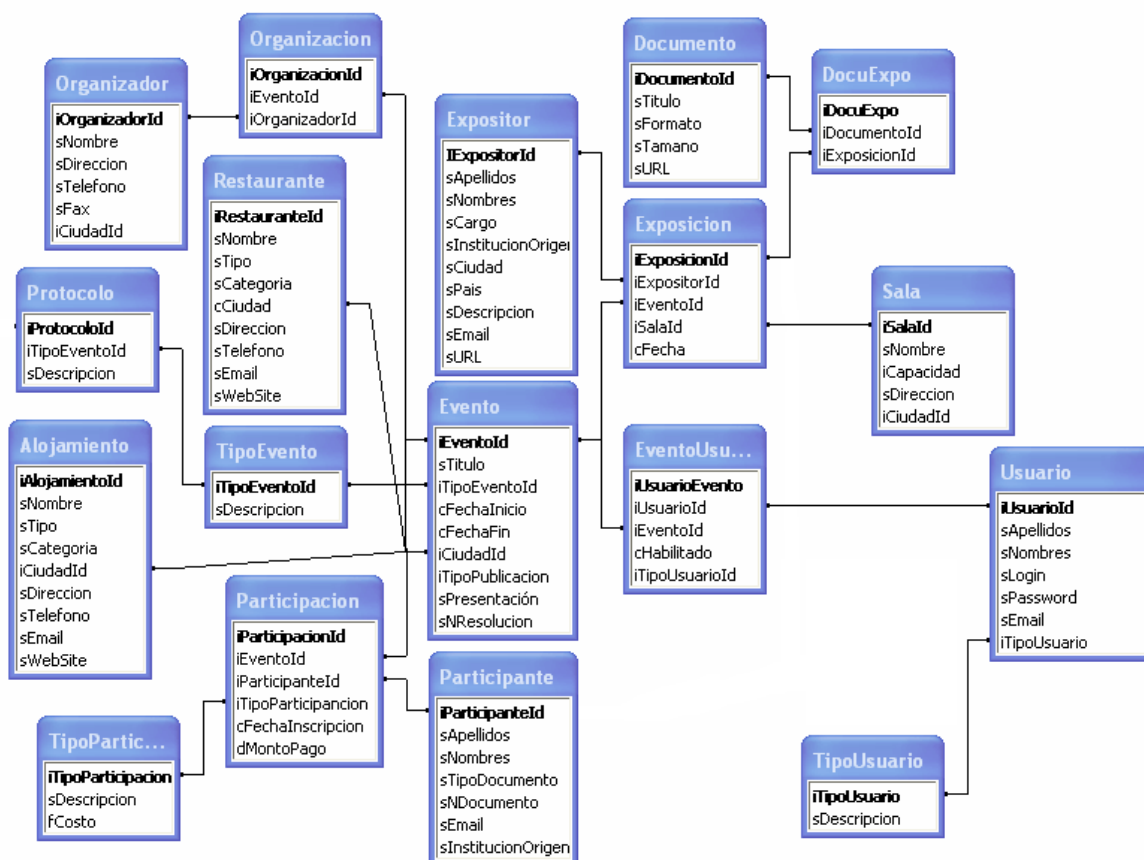 Organizacion
iOrganizacionId
iEventoId
iOrganizadorId
Organizador
iOrganizadorId
sNombre
sDireccion
sTelefono
sFax
iCiudadId
Documento
iDocumentoId
sTitulo
sFormato
sTamano
sURL
DocuExpo
iDocuExpo
iDocumentoId
iExposicionId
Expositor
IExpositorId
sApellidos
sNombres
sCargo
sInstitucionOrigen
sCiudad
sPais
sDescripcion
sEmail
sURL
Restaurante
iRestauranteId
sNombre
sTipo
sCategoria
cCiudad
sDireccion
sTelefono
sEmail
sWebSite
Exposicion
iExposicionId
iExpositorId
iEventoId
iSalaId
cFecha
Protocolo
iProtocoloId
iTipoEventoId
sDescripcion
Sala
iSalaId
sNombre
iCapacidad
sDireccion
iCiudadId
Alojamiento
iAlojamientoId
sNombre
sTipo
sCategoria
iCiudadId
sDireccion
sTelefono
sEmail
sWebSite
TipoEvento
iTipoEventoId
sDescripcion
Evento
iEventoId
sTitulo
iTipoEventoId
cFechaInicio
cFechaFin
iCiudadId
iTipoPublicacion
sPresentación
sNResolucion
EventoUsu...
iUsuarioEvento
iUsuarioId
iEventoId
cHabilitado
iTipoUsuarioId
Usuario
iUsuarioId
sApellidos
sNombres
sLogin
sPassword
sEmail
iTipoUsuario
Participacion
iParticipacionId
iEventoId
iParticipanteId
iTipoParticipancion
cFechaInscripcion
dMontoPago
Participante
iParticipanteId
sApellidos
sNombres
sTipoDocumento
sNDocumento
sEmail
sInstitucionOrigen
TipoPartic...
iTipoParticipacion
sDescripcion
fCosto
TipoUsuario
iTipoUsuario
sDescripcion